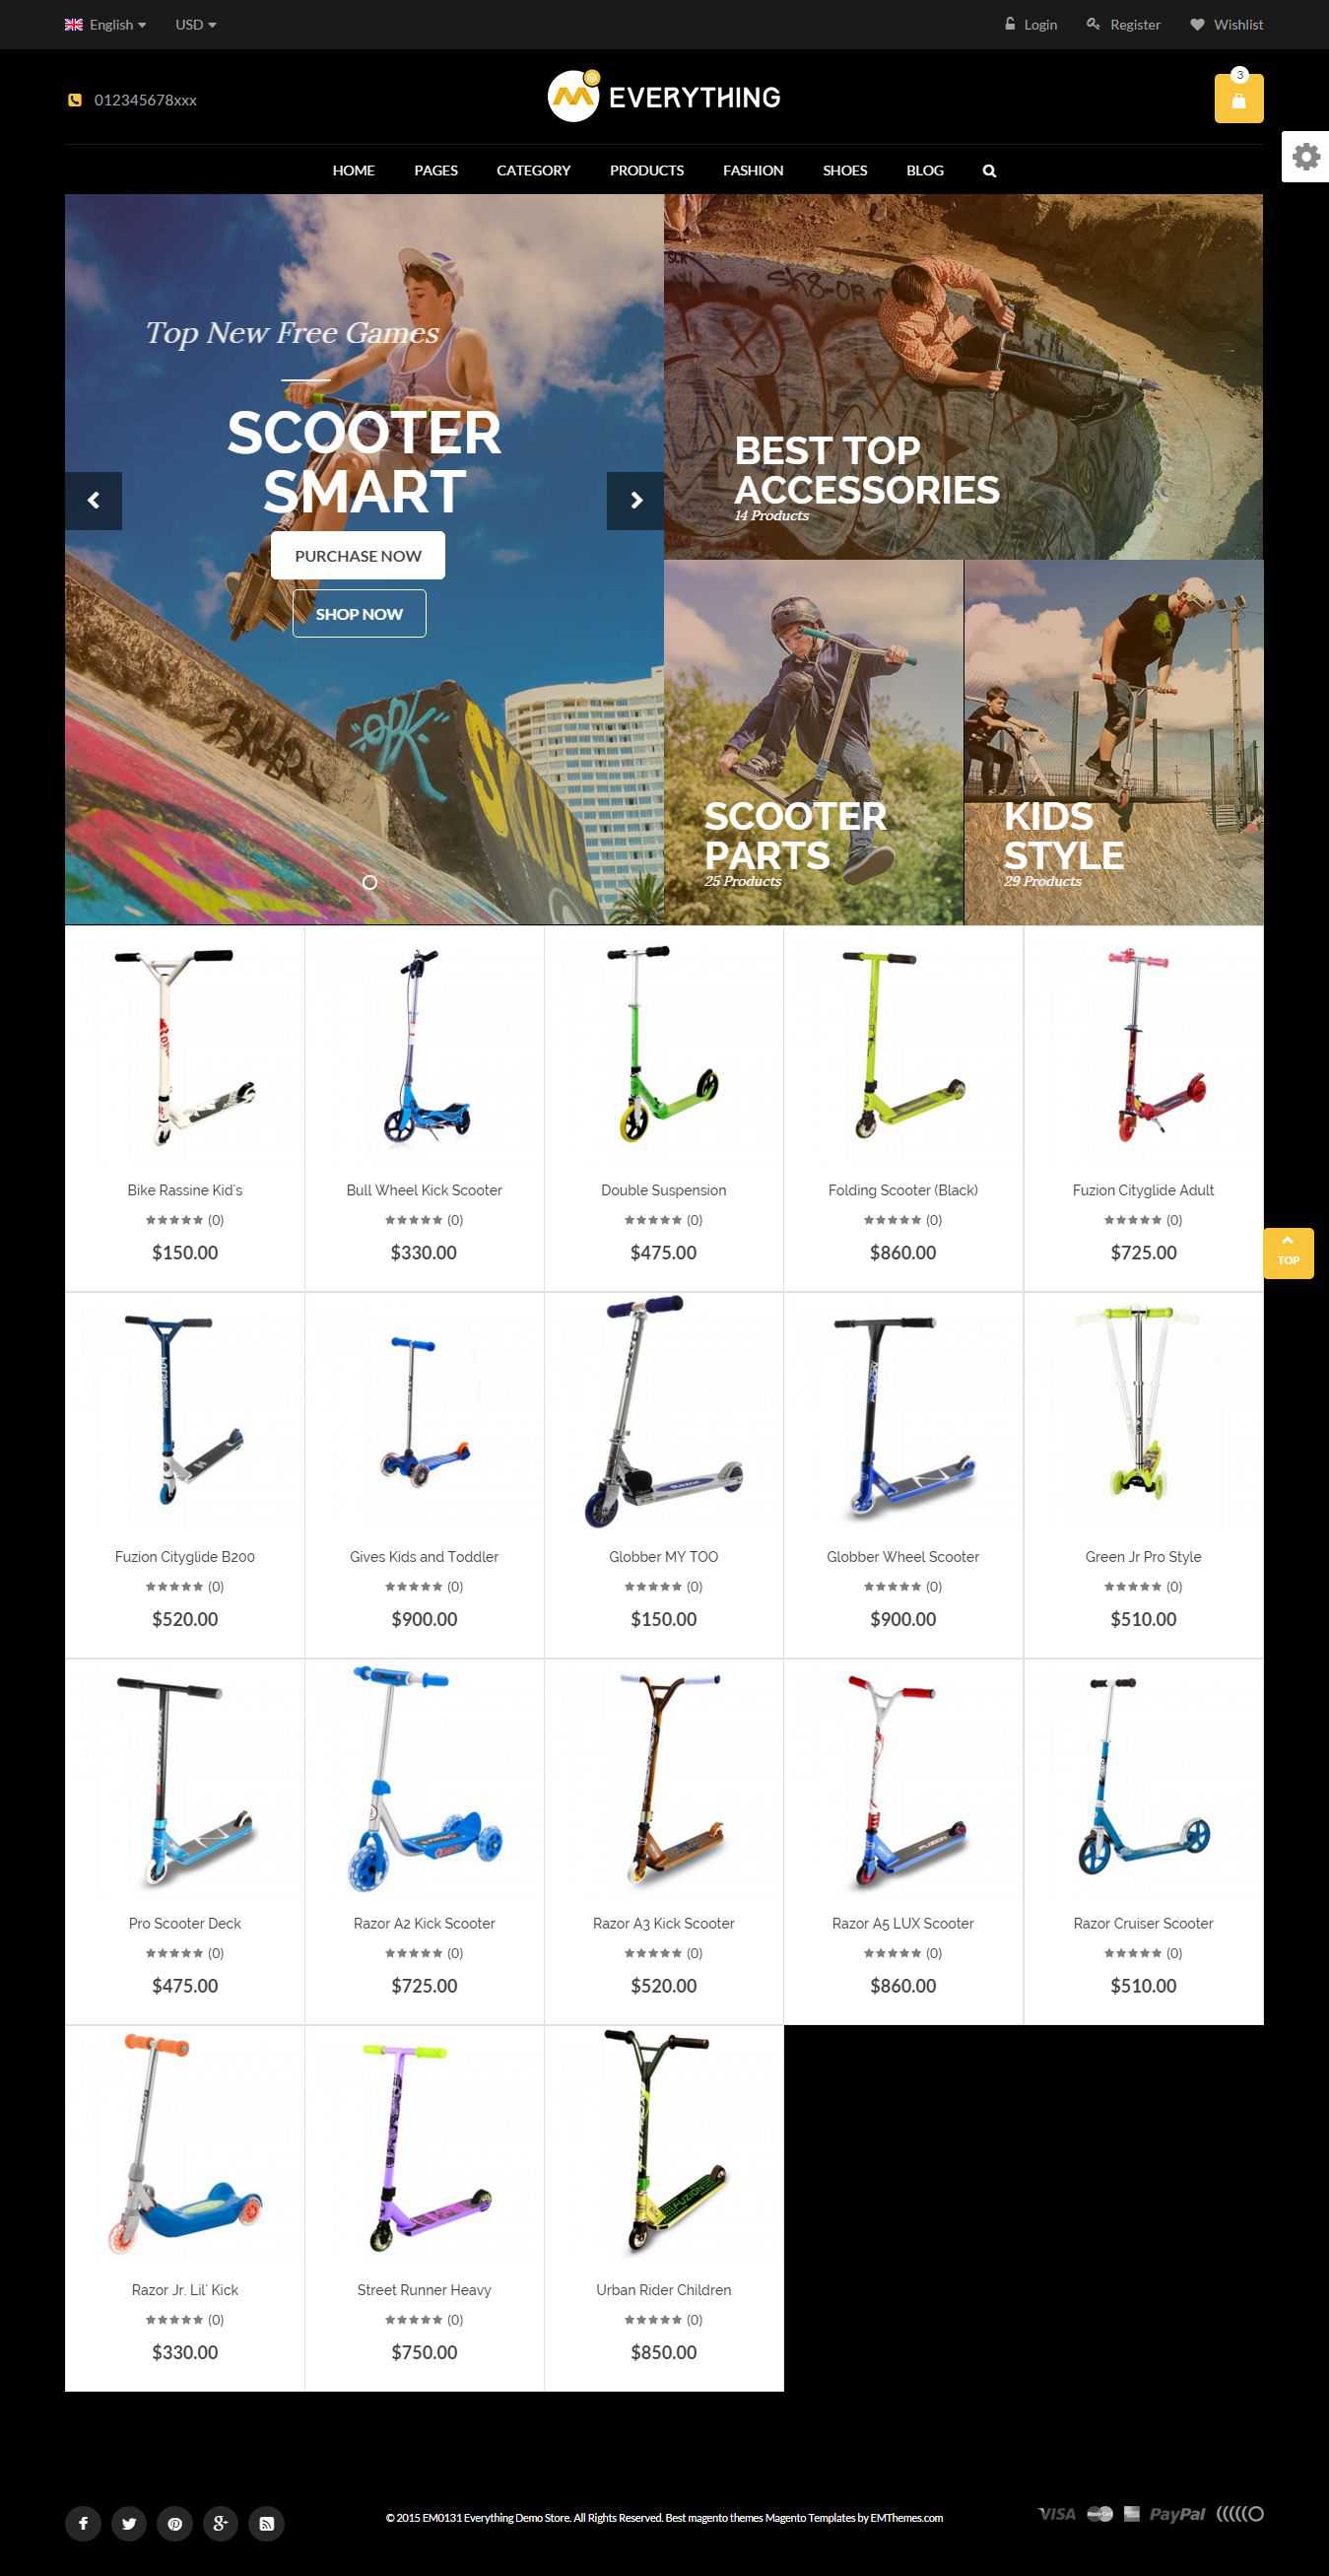 English USD Login Register Wishlist
012345678xxx
EVERYTHING
3
HOME PAGES CATEGORY PRODUCTS FASHION SHOES BLOG
Top New Free Games
SCOOTER
SMART
PURCHASE NOW
SHOP NOW
SK8-OR
BEST TOP
ACCESSORIES
14 Products
SCOOTER
PARTS
25 Products
KIDS
STYLE
29 Products
Bike Rassine Kid's Bull Wheel Kick Scooter Double Suspension Folding Scooter (Black) Fuzion Cityglide Adult
(0) (0) (0) (0) (0)
$150.00 $330.00 $475.00 $860.00 $725.00
TOP
Fuzion Cityglide B200 Gives Kids and Toddler Globber MY TOO Globber Wheel Scooter Green Jr Pro Style
(0) (0) (0) (0) (0)
$520.00 $900.00 $150.00 $900.00 $510.00
Pro Scooter Deck Razor A2 Kick Scooter Razor A3 Kick Scooter Razor A5 LUX Scooter Razor Cruiser Scooter
(0) (0) (0) (0) (0)
$475.00 $725.00 $520.00 $860.00 $510.00
Razor Jr. Lil' Kick Street Runner Heavy Urban Rider Children
(0) (0) (0)
$330.00 $750.00 $850.00
© 2015 EM0131 Everything Demo Store. All Rights Reserved. Best magento themes Magento Templates by EMThemes.com
VISA PayPal